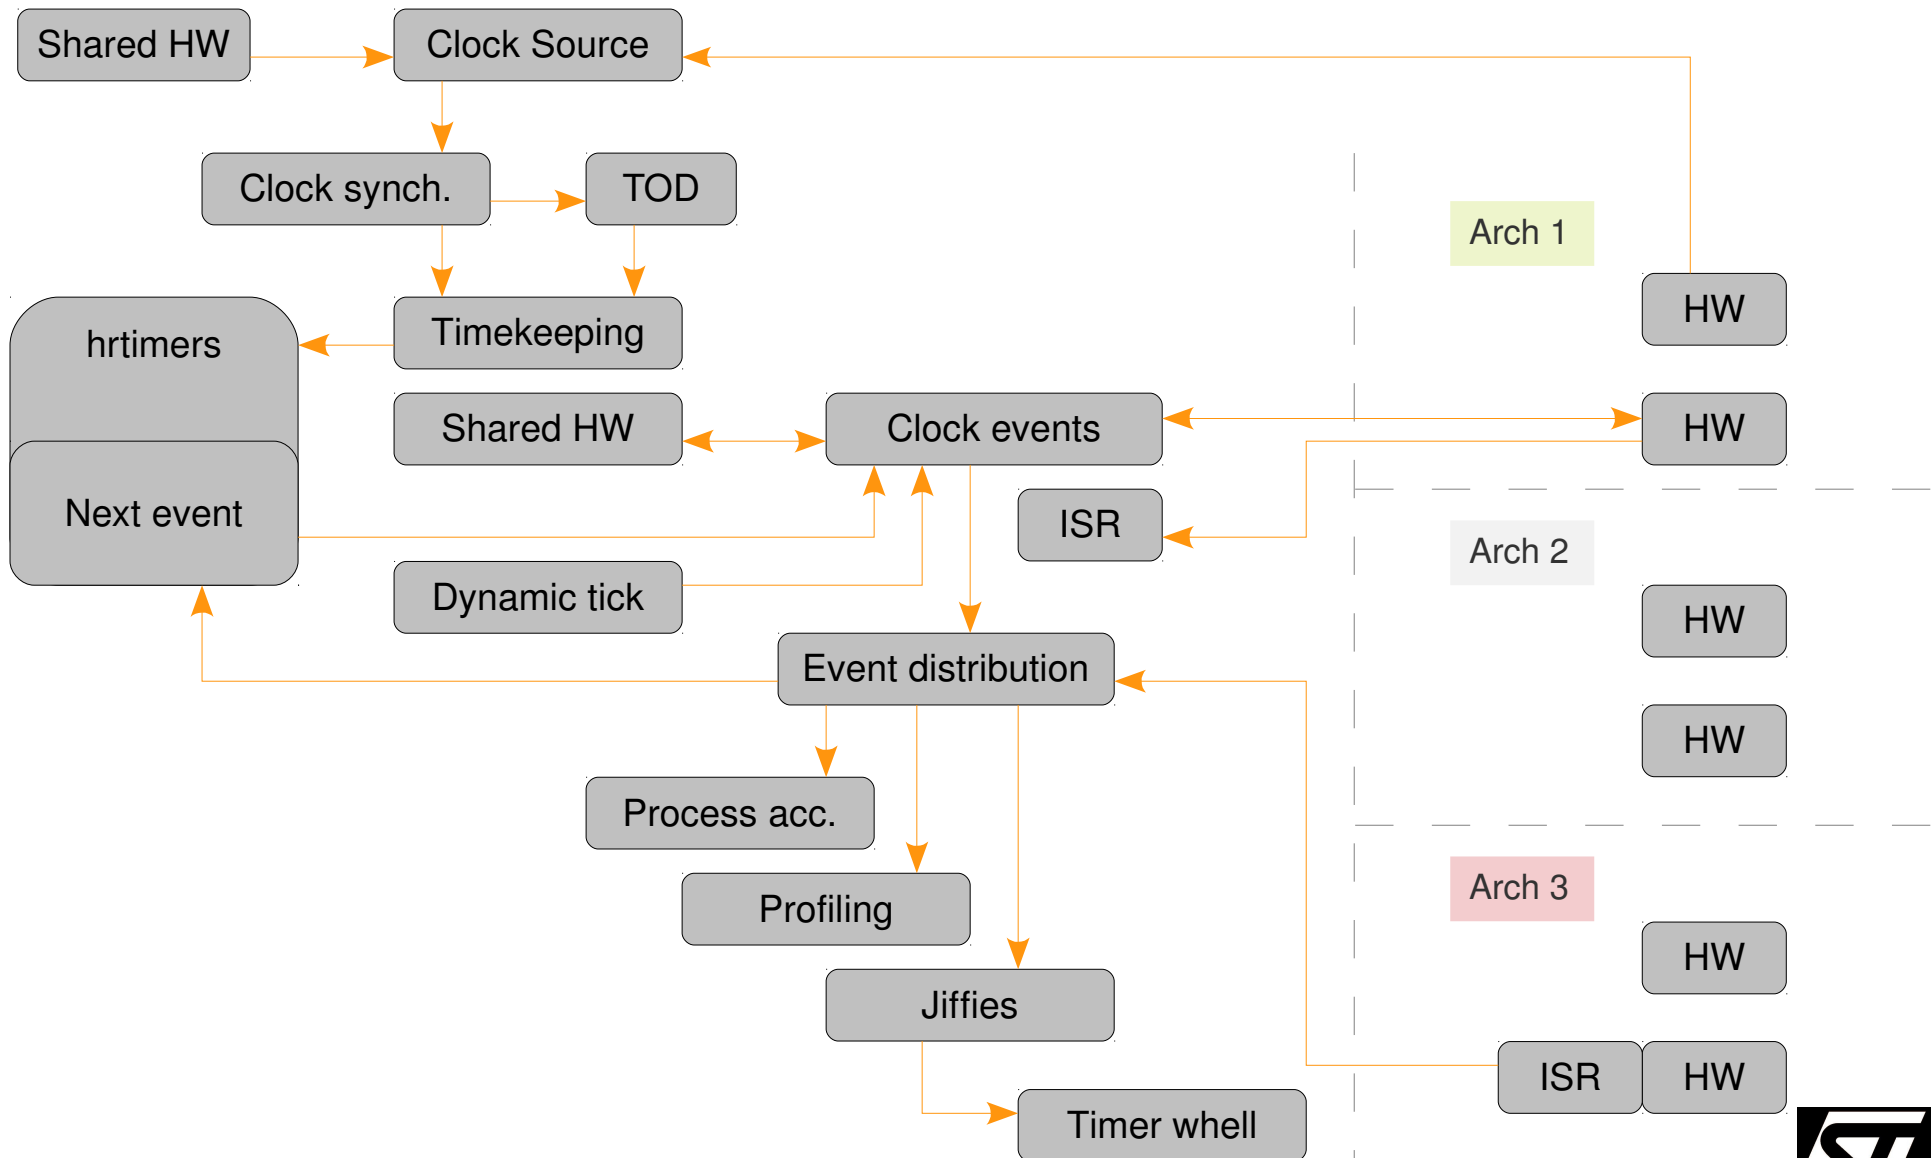 Shared HW
Clock Source
Clock synch.
TOD
Arch 1
HW
hrtimers
Timekeeping
Shared HW
Clock events
HW
Next event
ISR
Arch 2
Dynamic tick
HW
Event distribution
HW
Process acc.
Profiling
Arch 3
HW
Jiffies
ISR
HW
Timer whell